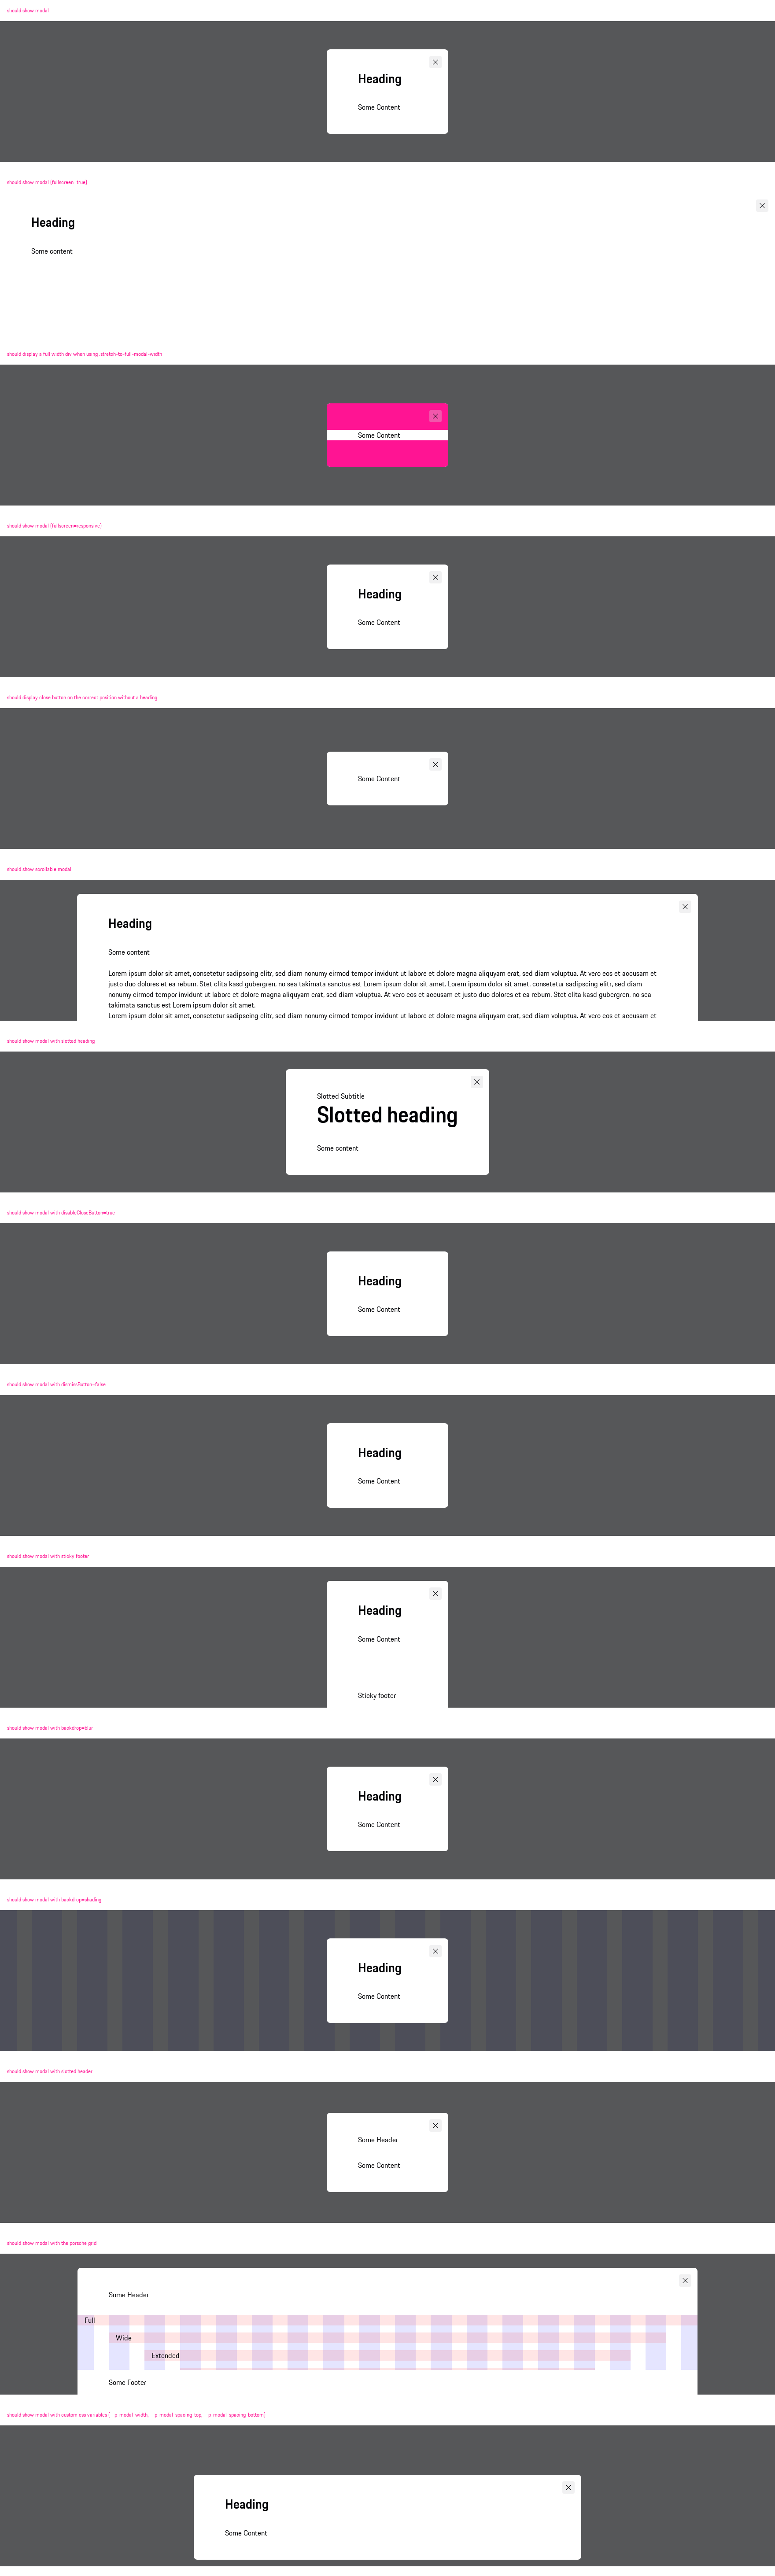 should show modal
Heading
Some Content
should show modal [fullscreen=true]
Heading
Some content
should display a full width div when using .stretch-to-full-modal-width
Some Content
should show modal [fullscreen=responsive]
Heading
Some Content
should display close button on the correct position without a heading.
Some Content
should show scrollable modal
Heading
Some content
Lorem ipsum dolor sit amet, consetetur sadipscing elitr, sed diam nonumy eirmod tempor invidunt ut labore et dolore magna aliquyam erat, sed diam voluptua. At vero eos et accusam et
justo duo dolores et ea rebum. Stet clita kasd gubergren, no sea takimata sanctus est Lorem ipsum dolor sit amet. Lorem ipsum dolor sit amet, consetetur sadipscing elitr, sed diam
nonumy eirmod tempor invidunt ut labore et dolore magna aliquyam erat, sed diam voluptua. At vero eos et accusam et justo duo dolores et ea rebum. Stet clita kasd gubergren, no sea
takimata sanctus est Lorem ipsum dolor sit amet.
Lorem ipsum dolor sit amet, consetetur sadipscing elitr, sed diam nonumy eirmod tempor invidunt ut labore et dolore magna aliquyam erat, sed diam voluptua. At vero eos et accusam et
should show modal with slotted heading
Slotted Subtitle
Slotted heading
Some content
should show modal with disableCloseButton=true
Heading
Some Content
should show modal with dismissButton=false
Heading
Some Content
should show modal with sticky footer
Heading
Some Content
Sticky footer
should show modal with backdrop=blur
Heading
Some Content
should show modal with backdrop=shading
Heading
Some Content
should show modal with slotted header
Some Header
Some Content
should show modal with the porsche grid
Some Header
Full
Wide
Extended
Some Footer
should show modal with custom css variables [--p-modal-width, --p-modal-spacing-top, --p-modal-spacing-bottom]
Heading
Some Content